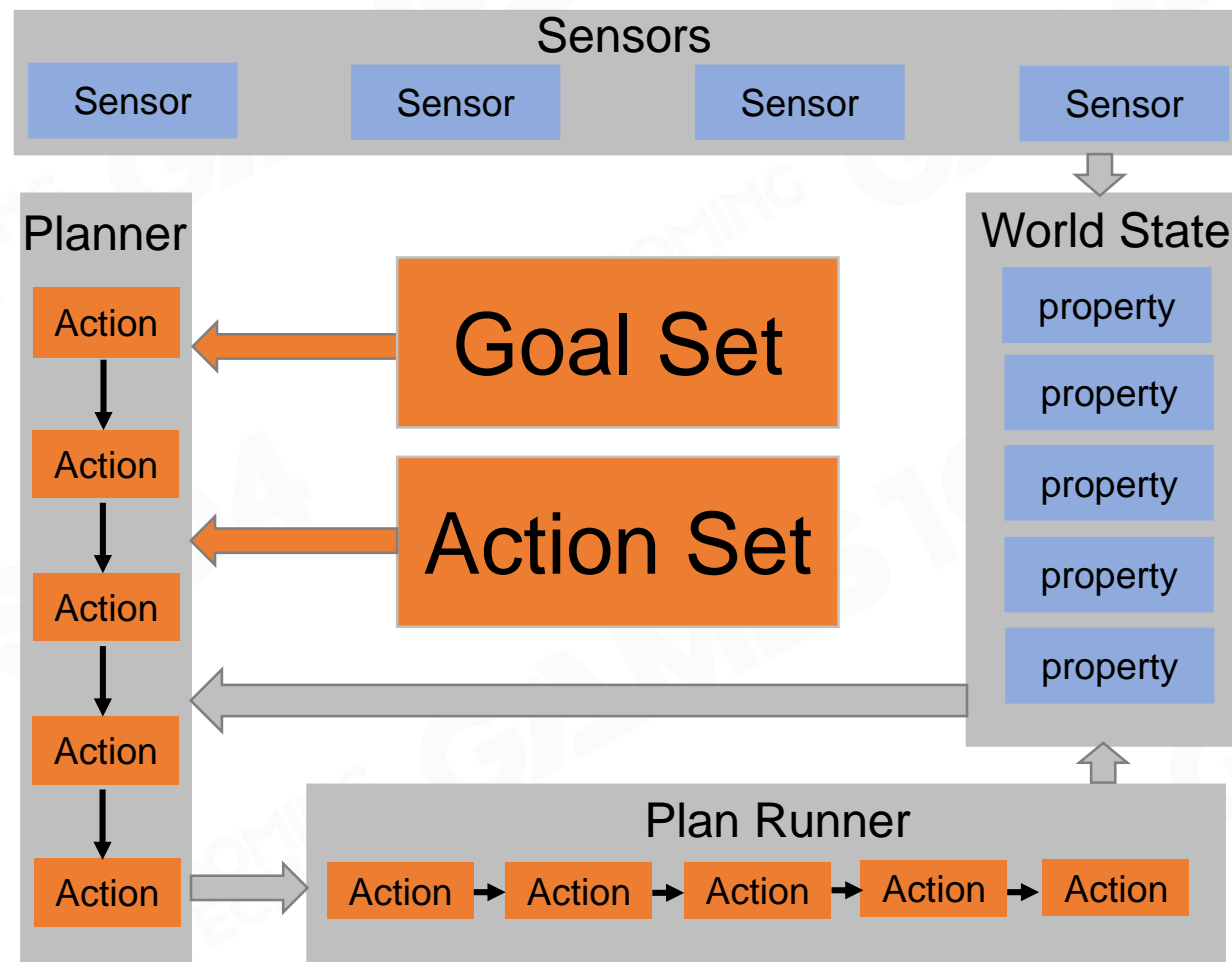 Sensors
Sensor
Sensor
Sensor
Sensor
Planner
Action
Action
Action
Action
Action
Goal Set
Action Set
World State
property
property
property
property
property
Plan Runner
Action
Action
Action
Action
Action